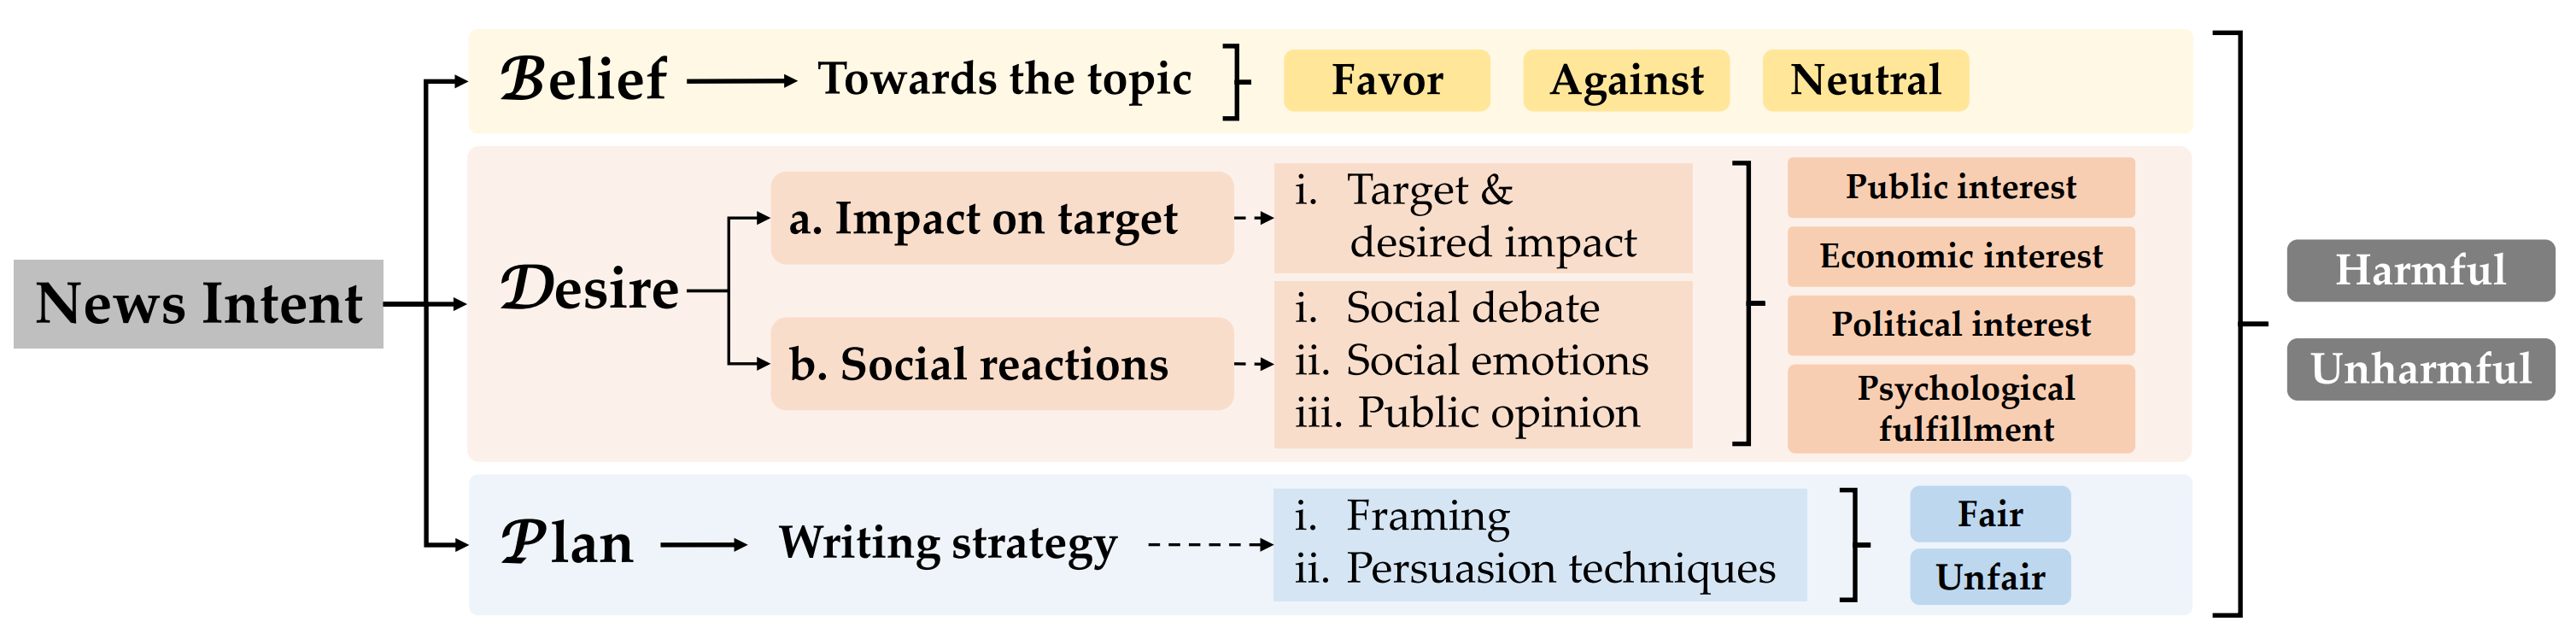 News Intent
Belief
Towards the topic
Favor
Against
Neutral
Desire
a. Impact on target
i. Target &
desired impact
b. Social reactions
i. Social debate
ii. Social emotions
iii. Public opinion
Public interest
Economic interest
Political interest
Psychological
fulfillment
Plan
Writing strategy
i. Framing
ii. Persuasion techniques
Fair
Unfair
Harmful
Unharmful